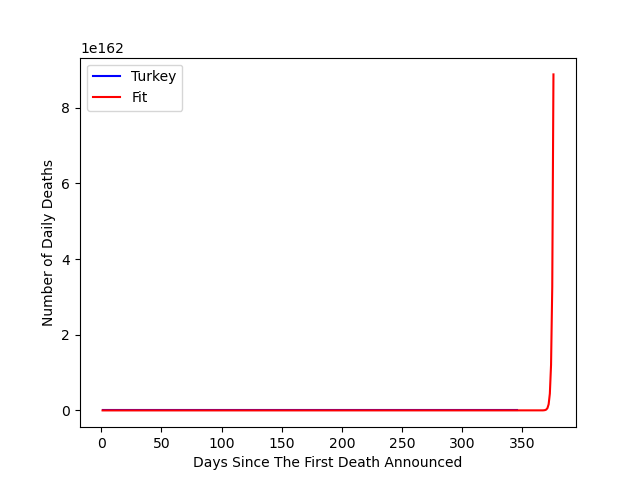 1e162
Turkey
Fit
8
6
4
2
0
Number of Daily Deaths
0 50 100 150 200 250 300 350
Days Since The First Death Announced